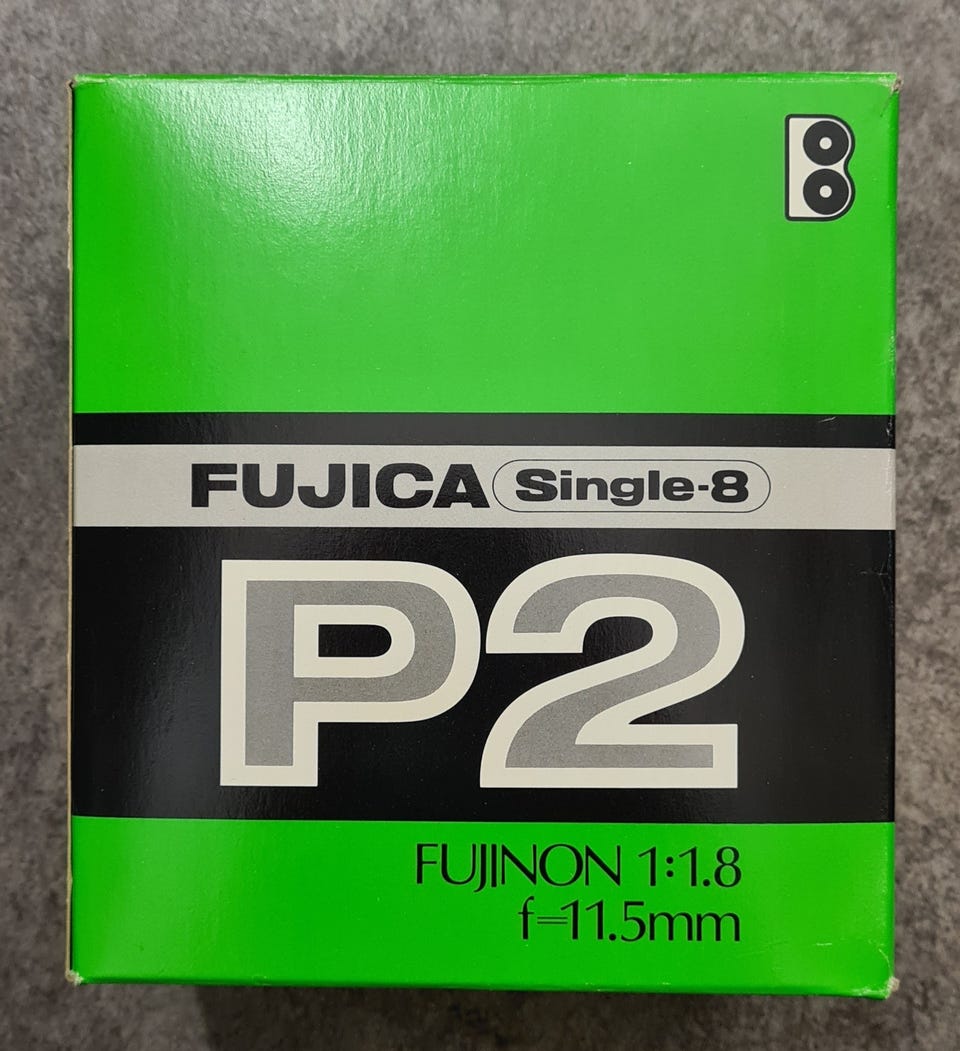 FUJICA Single-8
P2
FUJINON 1:1.8
f=11.5mm